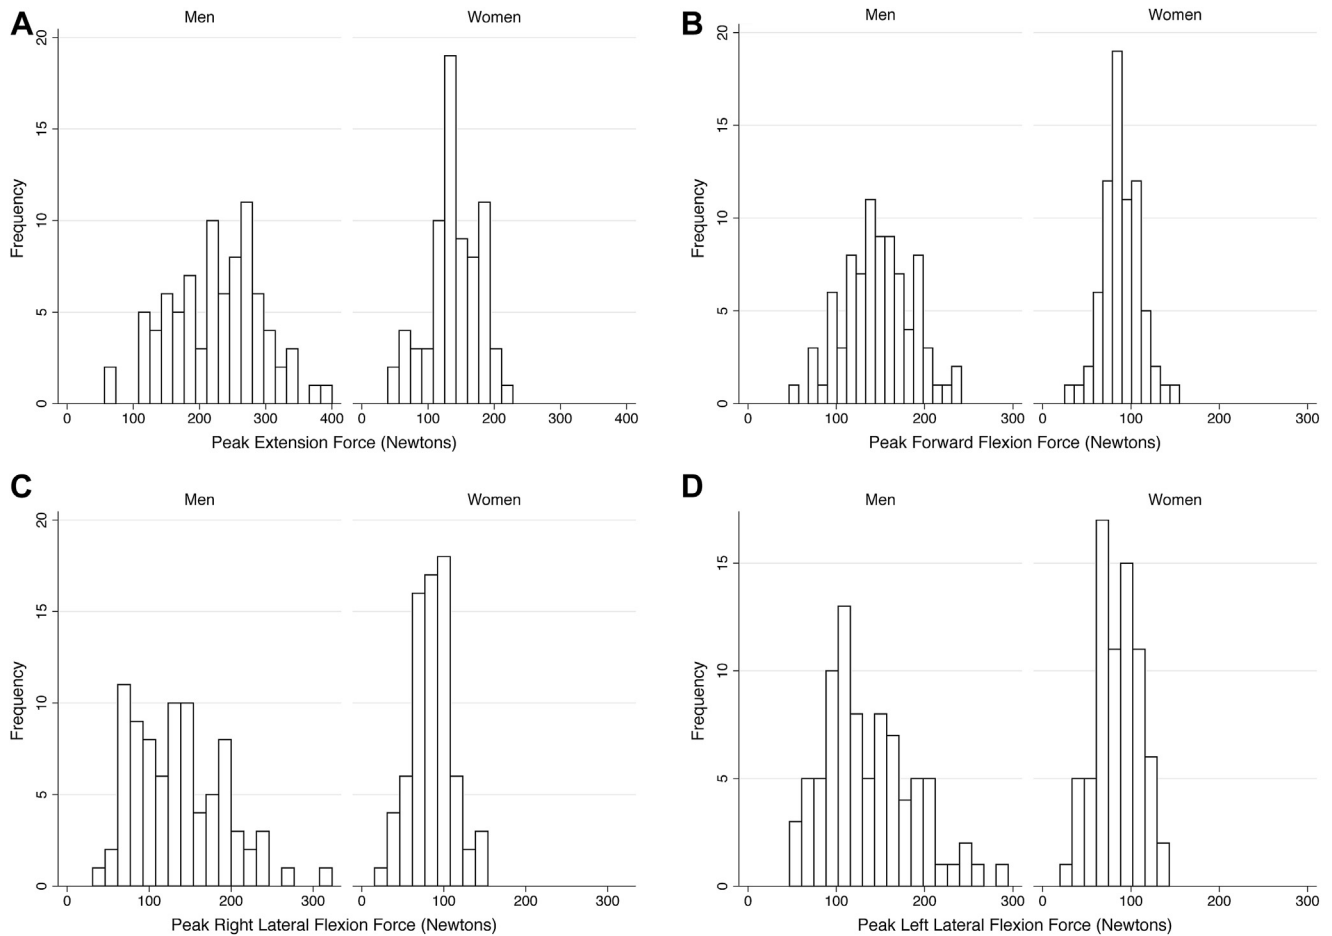 A
Men Women
20
15
10
5
0
Frequency
0 100 200 300 400 0 100 200 300 400
Peak Extension Force (Newtons)
B
Men Women
20
15
10
5
0
Frequency
0 100 200 300 0 100 200 300
Peak Forward Flexion Force (Newtons)
C
Men Women
20
15
10
5
0
Frequency
0 100 200 300 0 100 200 300
Peak Right Lateral Flexion Force (Newtons)
D
Men Women
15
10
5
0
Frequency
0 100 200 300 0 100 200 300
Peak Left Lateral Flexion Force (Newtons)